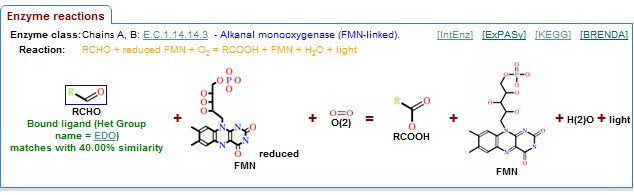 Enzyme reactions
Enzyme class: Chains A, B: E.C.1.14.14.3 - Alkanal monooxygenase (FMN-linked). [IntEnz] [ExPASy] [KEGG] [BRENDA]
Reaction: RCHO + reduced FMN + O2 = RCOOH + FMN + H2O + light
RCHO
Bound ligand (Het Group
name = EDO)
matches with 40.00% similarity
+
reduced
FMN
+
O=O
O(2)
=
RCOOH
+
FMN
+ H(2)O + light